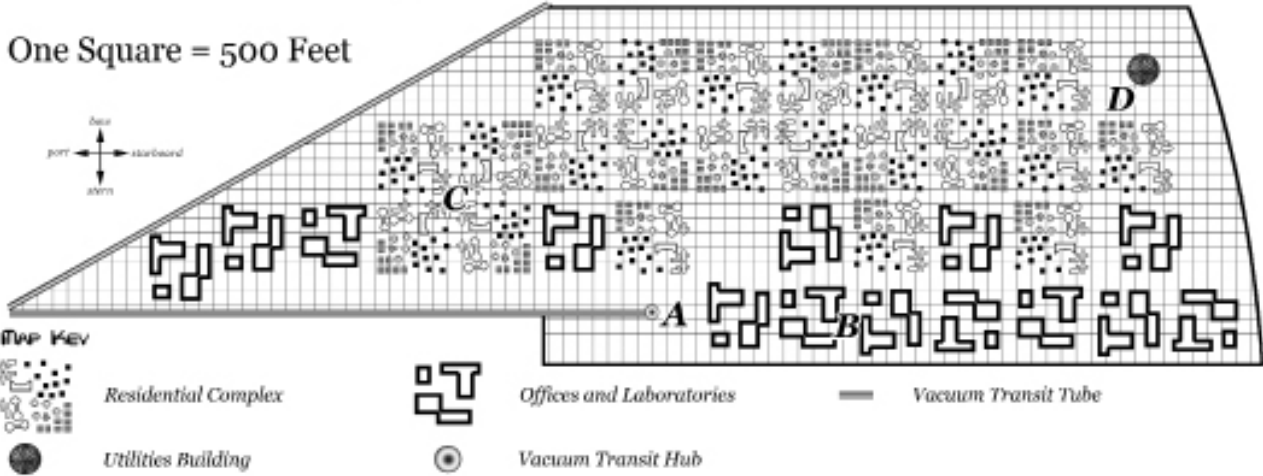 One Square = 500 Feet
bow
port
starboard
stern
D
C
A
B
Map Key
Residential Complex
Offices and Laboratories
Vacuum Transit Tube
Utilities Building
Vacuum Transit Hub